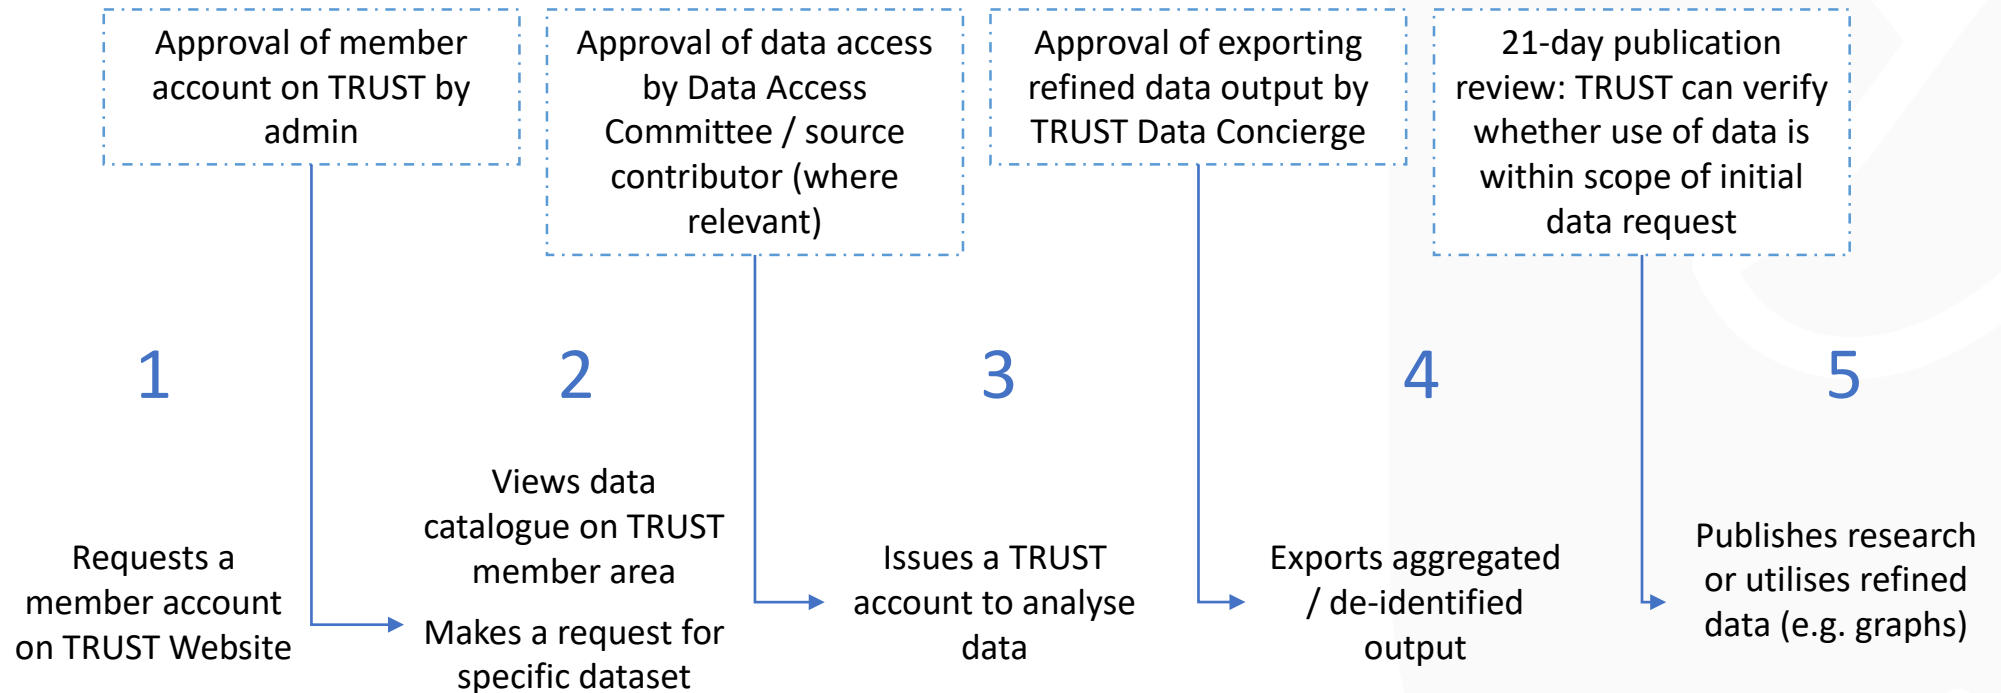 Approval of member
account on TRUST by
admin
Approval of data access
by Data Access
Committee / source
contributor (where
relevant)
Approval of exporting
refined data output by
TRUST Data Concierge
21-day publication
review: TRUST can verify
whether use of data is
within scope of initial
data request
1
2
3
4
5
Requests a
member account
on TRUST Website
Views data
catalogue on TRUST
member area
Makes a request for
specific dataset
Issues a TRUST
account to analyse
data
Exports aggregated
/ de-identified
output
Publishes research
or utilises refined
data (e.g. graphs)